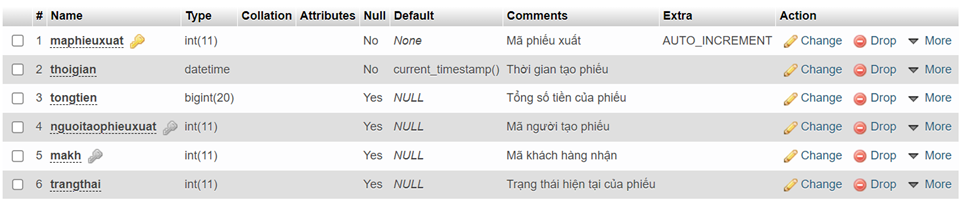 # Name Type Collation Attributes Null Default Comments Extra Action
1 maphieuxuat int(11) No None Mã phiếu xuất AUTO_INCREMENT Change Drop More
2 thoigian datetime No current_timestamp() Thời gian tạo phiếu Change Drop More
3 tongtien bigint(20) Yes NULL Tổng số tiền của phiếu Change Drop More
4 nguoitaophieuxuat int(11) Yes NULL Mã người tạo phiếu Change Drop More
5 makh int(11) Yes NULL Mã khách hàng nhận Change Drop More
6 trangthai int(11) Yes NULL Trạng thái hiện tại của phiếu Change Drop More